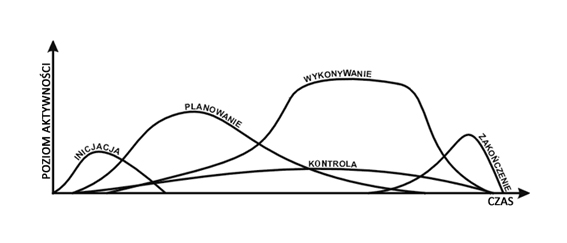 POZIOM AKTYWNOŚCI
INICJACJA
PLANOWANIE
WYKONYWANIE
KONTROLA
ZAKOŃCZENIE
CZAS